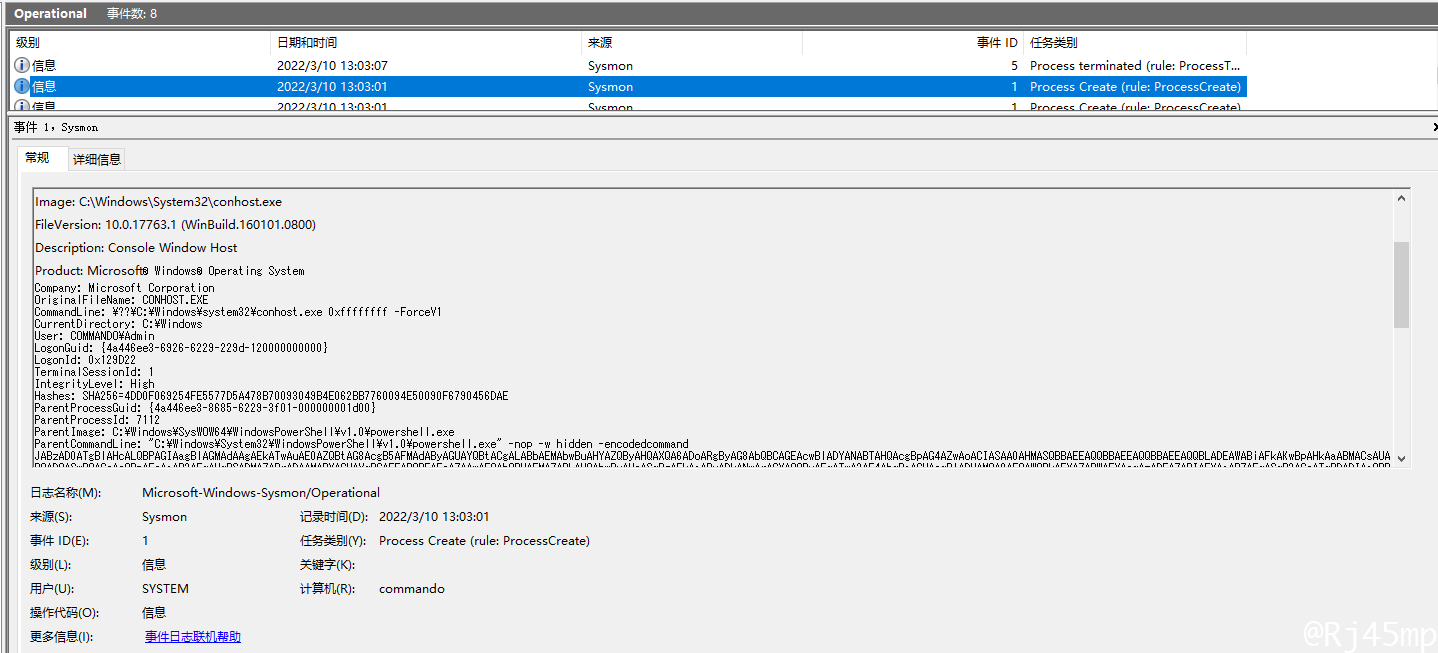 Operational 事件数: 8
级别 日期和时间 来源 事件 ID 任务类别
信息 2022/3/10 13:03:07 Sysmon 5 Process terminated (rule: ProcessT...
信息 2022/3/10 13:03:01 Sysmon 1 Process Create (rule: ProcessCreate)
信息 2022/3/10 13:03:01 Sysmon 1 Process Create (rule: ProcessCreate)
事件 1，Sysmon
常规 详细信息
Image: C:\Windows\System32\conhost.exe
FileVersion: 10.0.17763.1 (WinBuild.160101.0800)
Description: Console Window Host
Product: Microsoft® Windows® Operating System
Company: Microsoft Corporation
OriginalFileName: CONHOST.EXE
CommandLine: ¥??¥C:¥Windows¥system32¥conhost.exe 0xffffffff -ForceV1
CurrentDirectory: C:¥Windows
User: COMMANDO¥Admin
LogonGuid: {4a446ee3-6926-6229-229d-120000000000}
LogonId: 0x129D22
TerminalSessionId: 1
IntegrityLevel: High
Hashes: SHA256=4DD0F069254FE5577D5A478B70093049B4E062BB7760094E50090F6790456DAE
ParentProcessGuid: {4a446ee3-8685-6229-3f01-000000001d00}
ParentProcessId: 7112
ParentImage: C:¥Windows¥SysWOW64¥WindowsPowerShell¥v1.0¥powershell.exe
ParentCommandLine: "C:¥Windows¥System32¥WindowsPowerShell¥v1.0¥powershell.exe" -nop -w hidden -encodedcommand
日志名称(M): Microsoft-Windows-Sysmon/Operational
来源(S): Sysmon 记录时间(D): 2022/3/10 13:03:01
事件 ID(E): 1 任务类别(Y): Process Create (rule: ProcessCreate)
级别(L): 信息 关键字(K):
用户(U): SYSTEM 计算机(R): commando
操作代码(O): 信息
更多信息(I): 事件日志联机帮助
@Rj45mp